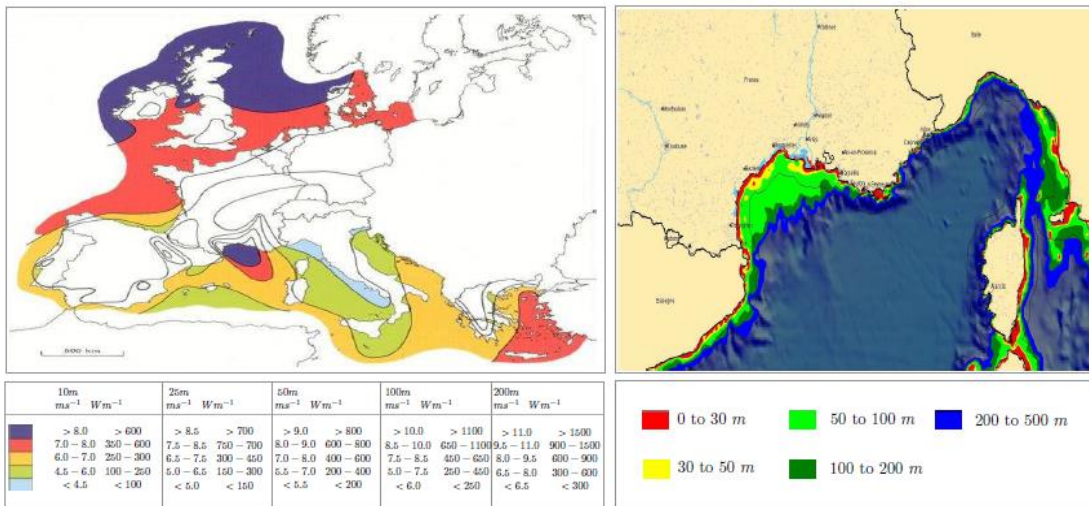 500 km
France
Italie
Espagne
10m 25m 50m 100m 200m
ms⁻¹ Wm⁻¹ ms⁻¹ Wm⁻¹ ms⁻¹ Wm⁻¹ ms⁻¹ Wm⁻¹ ms⁻¹ Wm⁻¹
> 8.0 > 600 > 8.5 > 700 > 9.0 > 800 > 10.0 > 1100 > 11.0 > 1500
7.0 – 8.0 350 – 600 7.5 – 8.5 750 – 700 8.0 – 9.0 600 – 800 8.5 – 10.0 650 – 1100 9.5 – 11.0 900 – 1500
6.0 – 7.0 250 – 300 6.5 – 7.5 300 – 450 7.0 – 8.0 400 – 600 7.5 – 8.5 450 – 650 8.0 – 9.5 600 – 900
4.5 – 6.0 100 – 250 5.0 – 6.5 150 – 300 5.5 – 7.0 200 – 400 5.0 – 7.5 250 – 450 6.5 – 8.0 300 – 600
< 4.5 < 100 < 5.0 < 150 < 5.5 < 200 < 6.0 < 250 < 6.5 < 300
0 to 30 m 50 to 100 m 200 to 500 m
30 to 50 m 100 to 200 m